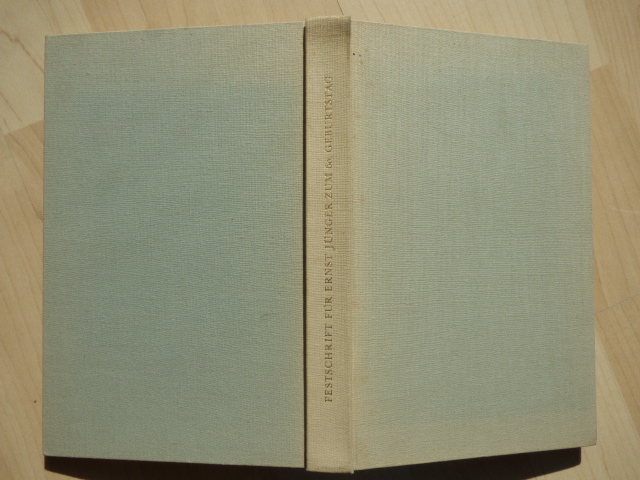 FESTSCHRIFT FÜR ERNST JÜNGER ZUM 60. GEBURTSTAG